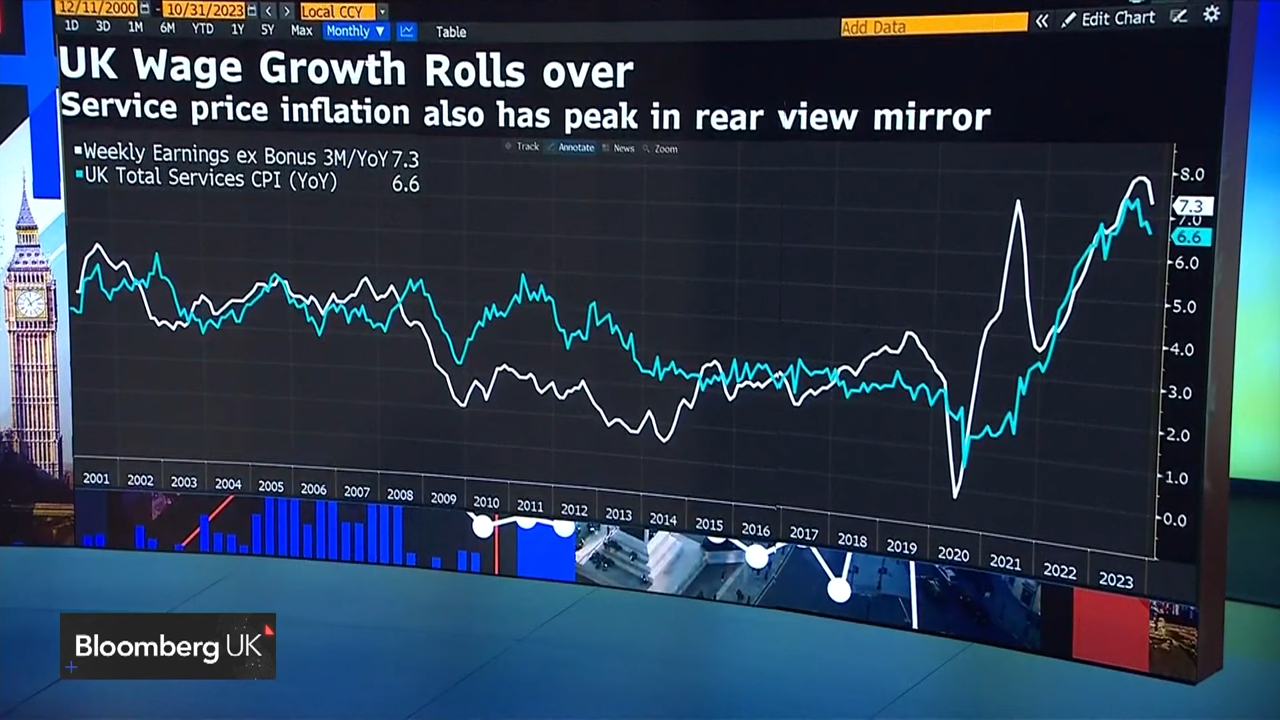 12/11/2000 - 10/31/2023 Local CCY
1D 3D 1M 6M YTD 1Y 5Y Max Monthly ▼ Table
Add Data « Edit Chart
UK Wage Growth Rolls over
Service price inflation also has peak in rear view mirror
Track Annotate News Zoom
Weekly Earnings ex Bonus 3M/YoY 7.3
UK Total Services CPI (YoY) 6.6
8.0
7.3
7.0
6.6
6.0
5.0
4.0
3.0
2.0
1.0
0.0
2001 2002 2003 2004 2005 2006 2007 2008 2009 2010 2011 2012 2013 2014 2015 2016 2017 2018 2019 2020 2021 2022 2023
Bloomberg UK